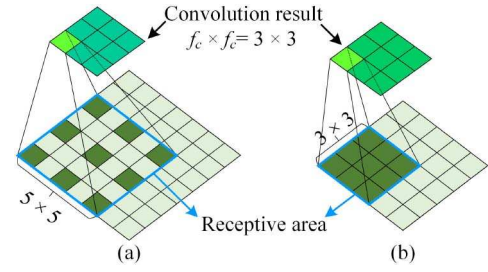 Convolution result
f_c × f_c= 3 × 3
3 × 3
5 × 5
Receptive area
(a)
(b)